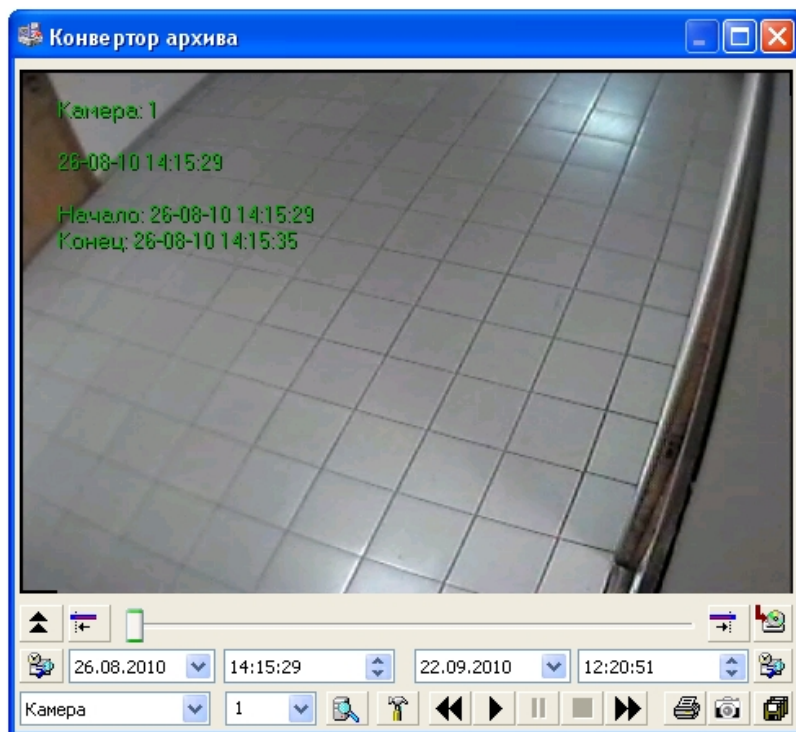 Конвертор архива
Камера: 1
26-08-10 14:15:29
Начало: 26-08-10 14:15:29
Конец: 26-08-10 14:15:35
26.08.2010 14:15:29 22.09.2010 12:20:51
Камера 1